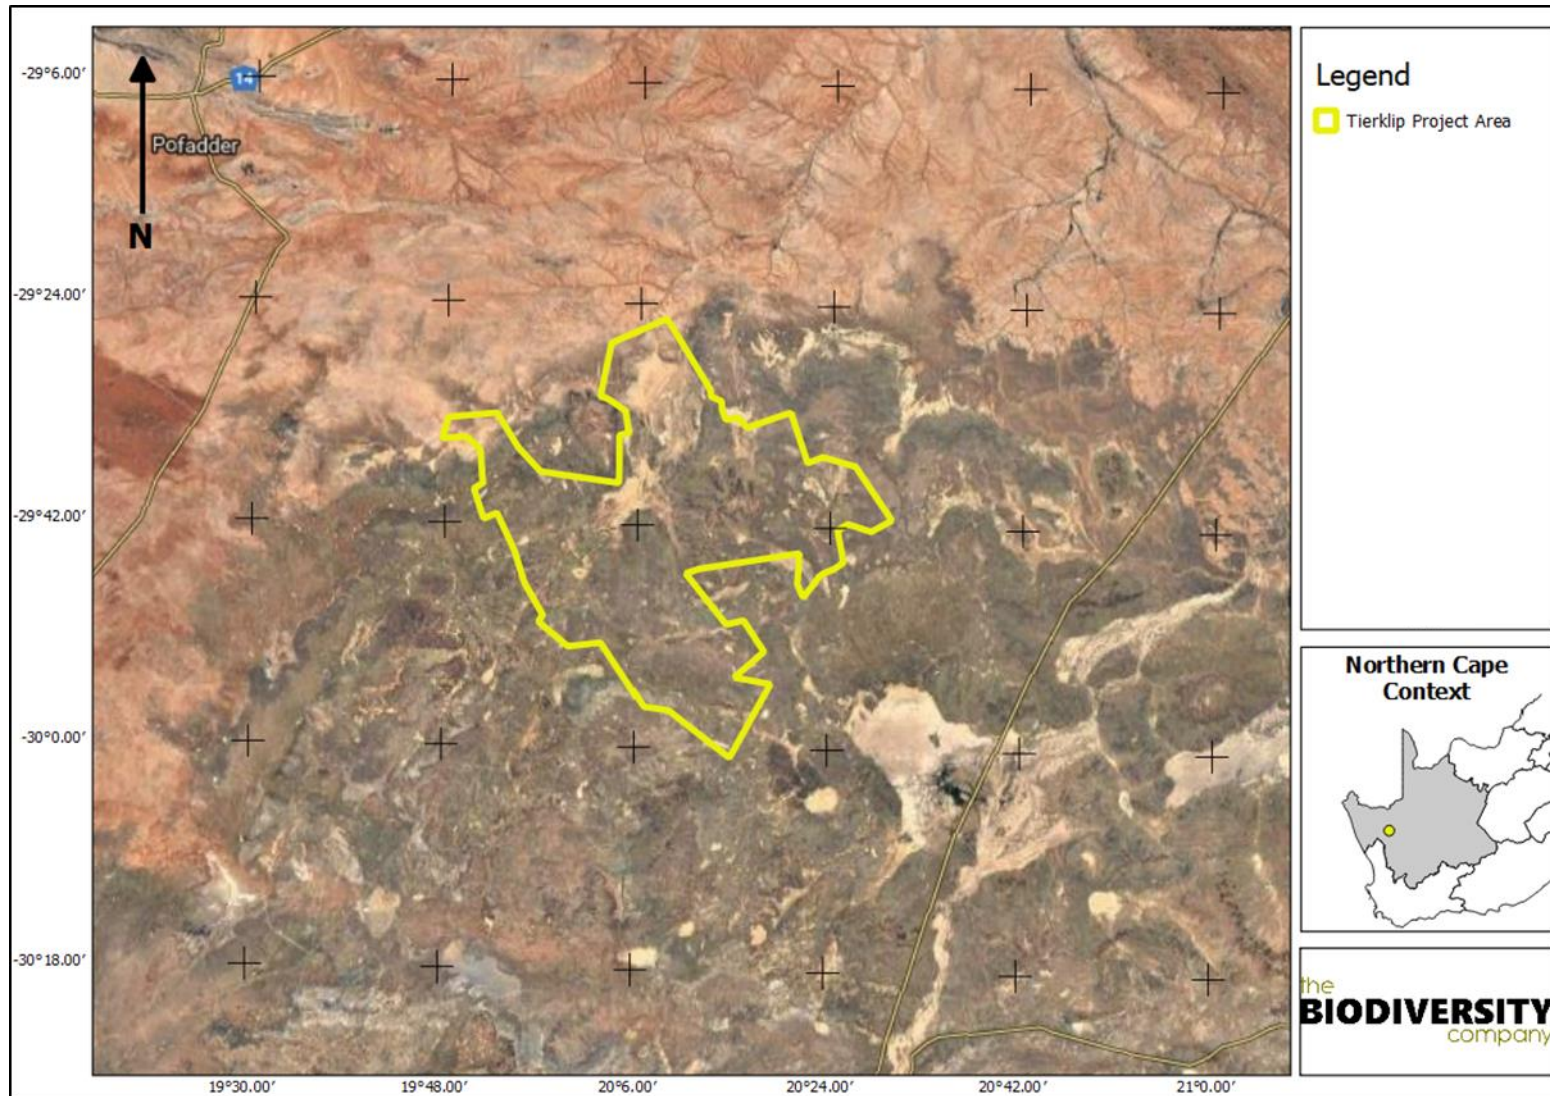 -29°6.00'
-29°24.00'
-29°42.00'
-30°0.00'
-30°18.00'
14
Pofadder
N
19°30.00'
19°48.00'
20°6.00'
20°24.00'
20°42.00'
21°0.00'
Legend
Tierklip Project Area
Northern Cape
Context
the
BIODIVERSITY
company